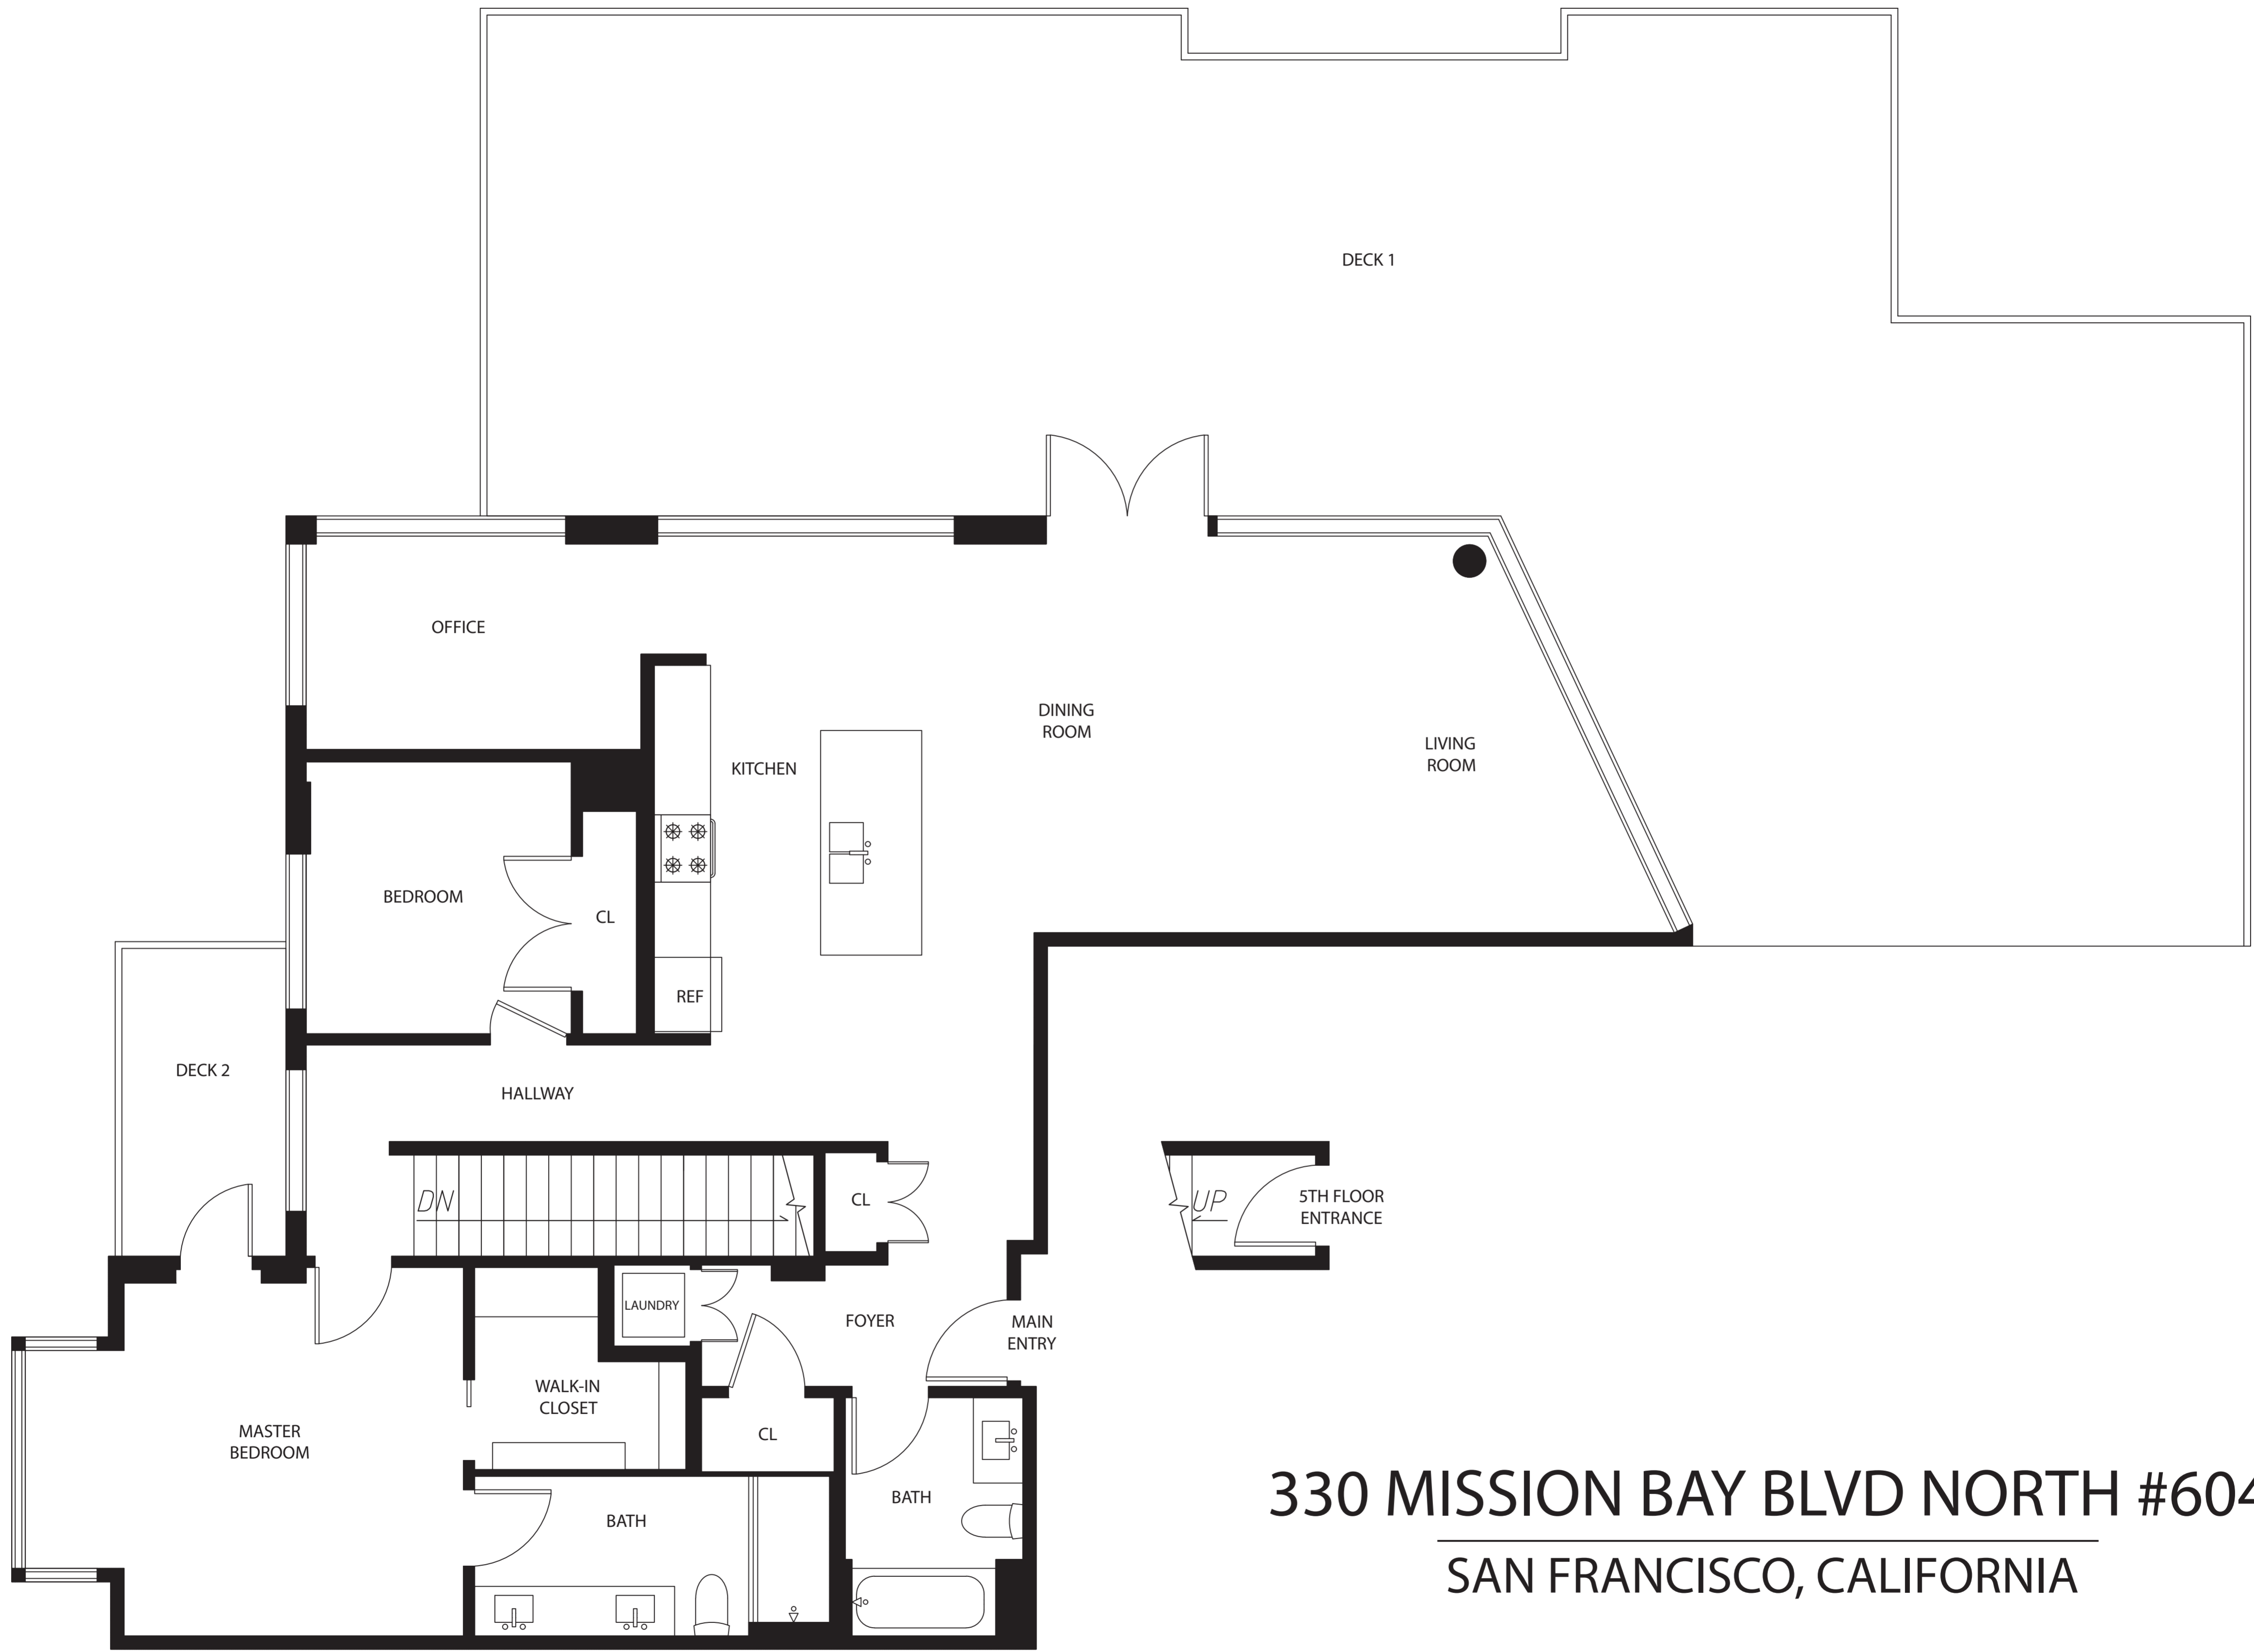 DECK 1
OFFICE
DINING
ROOM
LIVING
ROOM
KITCHEN
BEDROOM
CL
REF
DECK 2
HALLWAY
DN
CL
UP
5TH FLOOR
ENTRANCE
LAUNDRY
FOYER
MAIN
ENTRY
WALK-IN
CLOSET
MASTER
BEDROOM
CL
BATH
BATH
330 MISSION BAY BLVD NORTH #604
SAN FRANCISCO, CALIFORNIA